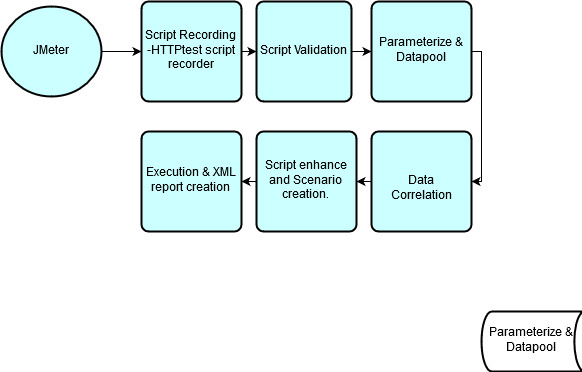 JMeter
Script Recording
-HTTPtest script
recorder
Script Validation
Parameterize &
Datapool
Execution & XML
report creation
Script enhance
and Scenario
creation.
Data
Correlation
Parameterize &
Datapool